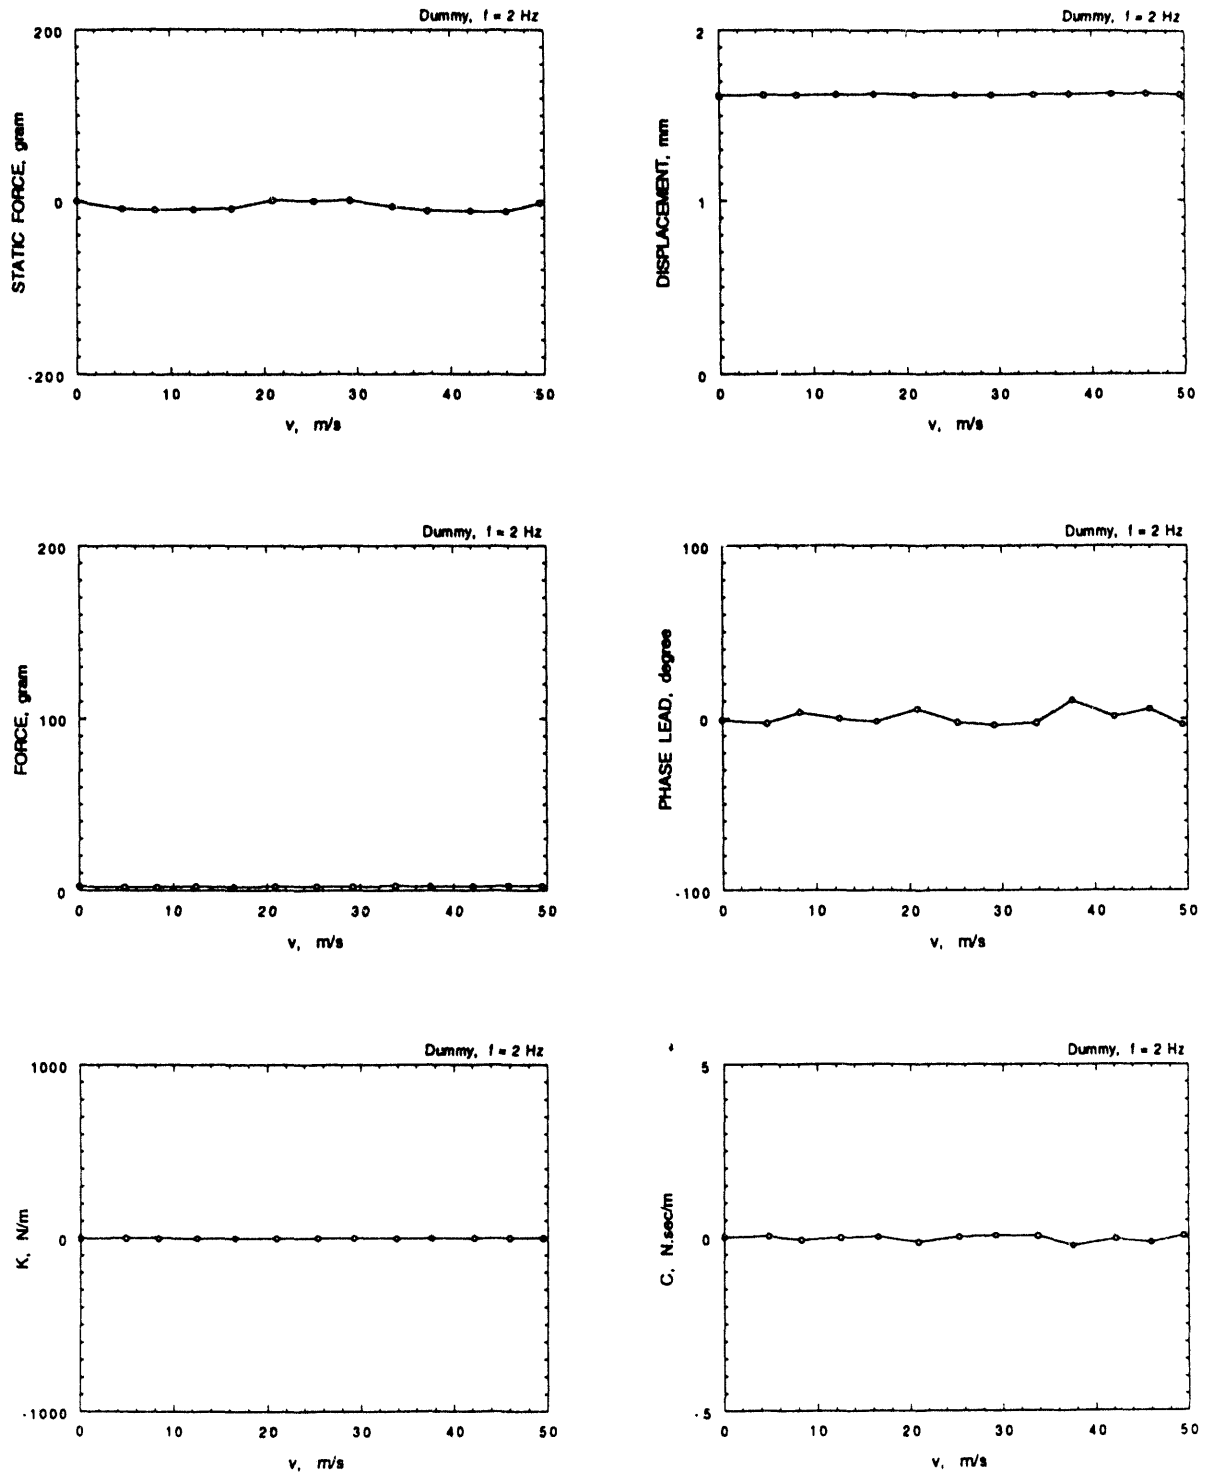 Dummy, f = 2 Hz
200
0
-200
STATIC FORCE, gram
0 10 20 30 40 50
v, m/s
Dummy, f = 2 Hz
2
1
0
DISPLACEMENT, mm
0 10 20 30 40 50
v, m/s
Dummy, f = 2 Hz
200
100
0
FORCE, gram
0 10 20 30 40 50
v, m/s
Dummy, f = 2 Hz
100
0
-100
PHASE LEAD, degree
0 10 20 30 40 50
v, m/s
Dummy, f = 2 Hz
1000
0
-1000
K, N/m
0 10 20 30 40 50
v, m/s
Dummy, f = 2 Hz
5
0
-5
C, N.sec/m
0 10 20 30 40 50
v, m/s